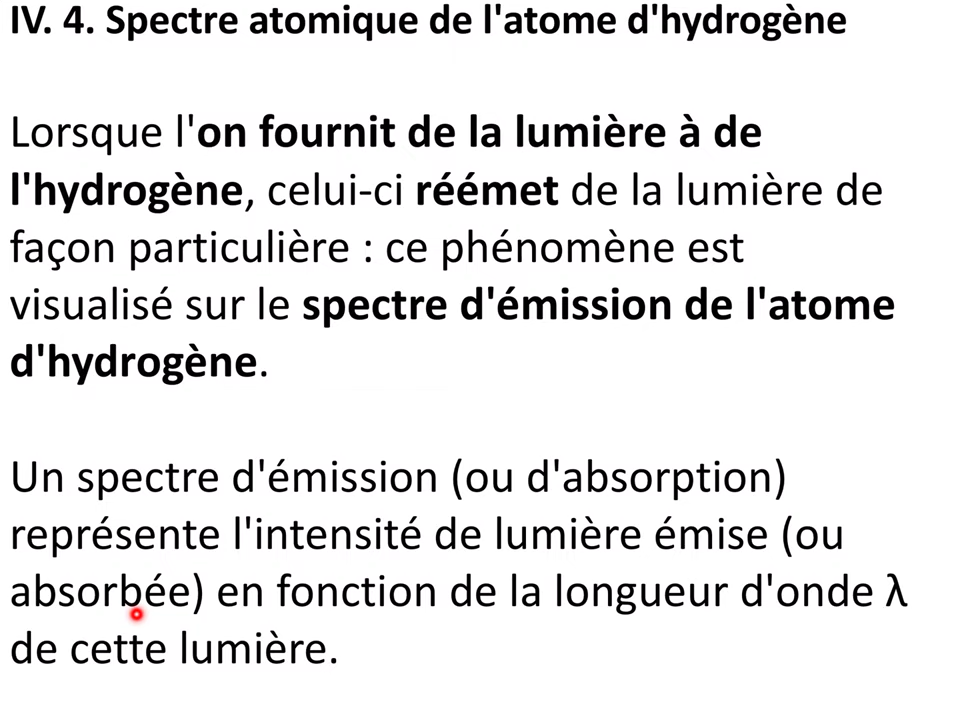 IV. 4. Spectre atomique de l'atome d'hydrogène
Lorsque l'on fournit de la lumière à de
l'hydrogène, celui-ci réémet de la lumière de
façon particulière : ce phénomène est
visualisé sur le spectre d'émission de l'atome
d'hydrogène.
Un spectre d'émission (ou d'absorption)
représente l'intensité de lumière émise (ou
absorbée) en fonction de la longueur d'onde λ
de cette lumière.